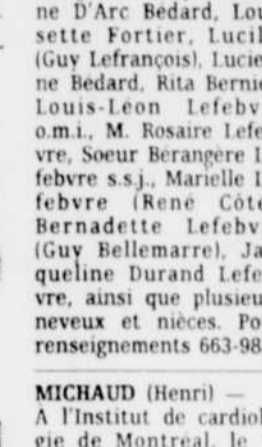 ne D'Arc Bédard, Lou
sette Fortier, Lucil
(Guy Lefrançois), Lucie
ne Bédard, Rita Berni
Louis-Léon Lefebv
o.m.i., M. Rosaire Lefe
vre, Soeur Bérangère L
febvre s.s.j., Marielle L
febvre (René Côt
Bernadette Lefebv
(Guy Bellemarre), Ja
queline Durand Lefe
vre, ainsi que plusieu
neveux et nièces. Po
renseignements 663-98
MICHAUD (Henri) —
À l'Institut de cardiol
gie de Montréal, le